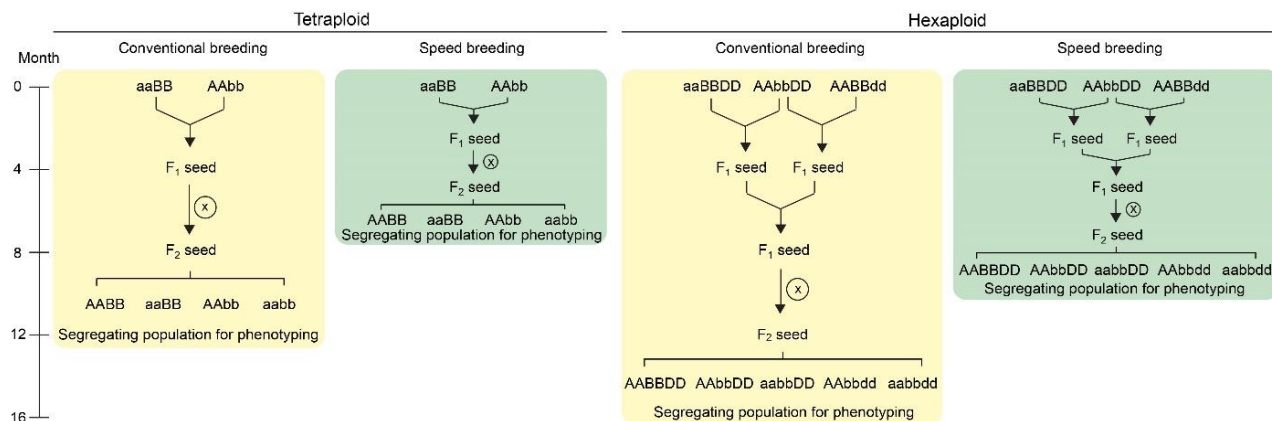 Tetraploid
Hexaploid
Conventional breeding
Speed breeding
Conventional breeding
Speed breeding
Month
0
4
8
12
16
aaBB AAbb
F₁ seed
x
F₂ seed
AABB aaBB AAbb aabb
Segregating population for phenotyping
aaBB AAbb
F₁ seed
x
F₂ seed
AABB aaBB AAbb aabb
Segregating population for phenotyping
aaBBDD AAbbDD AABBdd
F₁ seed F₁ seed
F₁ seed
x
F₂ seed
AABBDD AAbbDD aabbDD AAbbdd aabbdd
Segregating population for phenotyping
aaBBDD AAbbDD AABBdd
F₁ seed F₁ seed
F₁ seed
x
F₂ seed
AABBDD AAbbDD aabbDD AAbbdd aabbdd
Segregating population for phenotyping